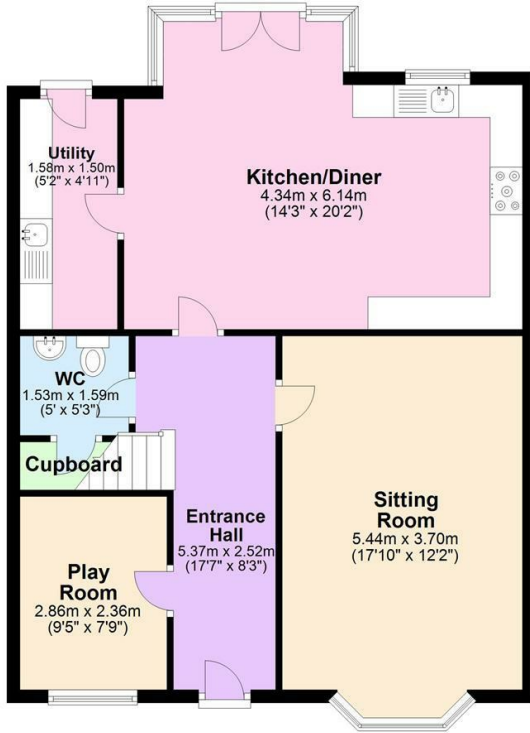 Utility
1.58m x 1.50m
(5'2" x 4'11")
Kitchen/Diner
4.34m x 6.14m
(14'3" x 20'2")
WC
1.53m x 1.59m
(5' x 5'3")
Cupboard
Entrance
Hall
5.37m x 2.52m
(17'7" x 8'3")
Sitting
Room
5.44m x 3.70m
(17'10" x 12'2")
Play
Room
2.86m x 2.36m
(9'5" x 7'9")